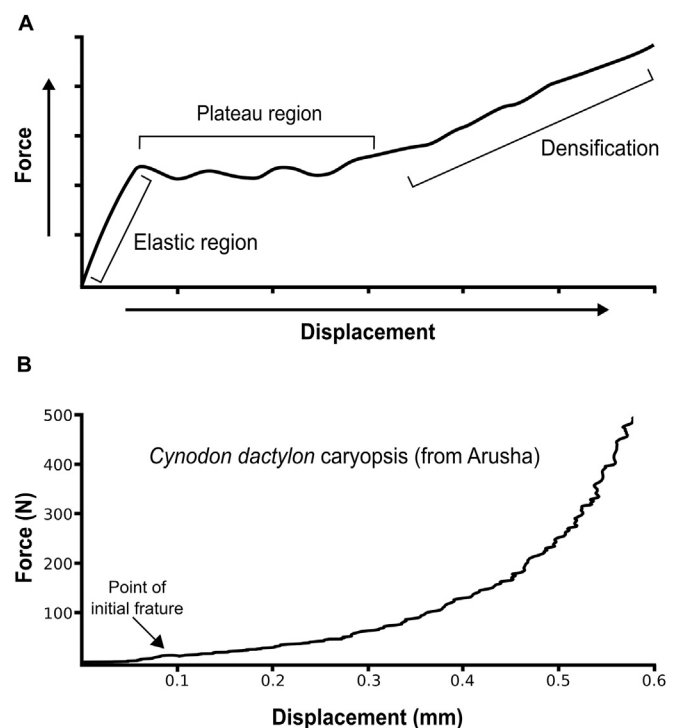 A
Force
Plateau region
Densification
Elastic region
Displacement
B
Force (N)
500
400
300
200
100
Cynodon dactylon caryopsis (from Arusha)
Point of
initial frature
0.1
0.2
0.3
0.4
0.5
0.6
Displacement (mm)